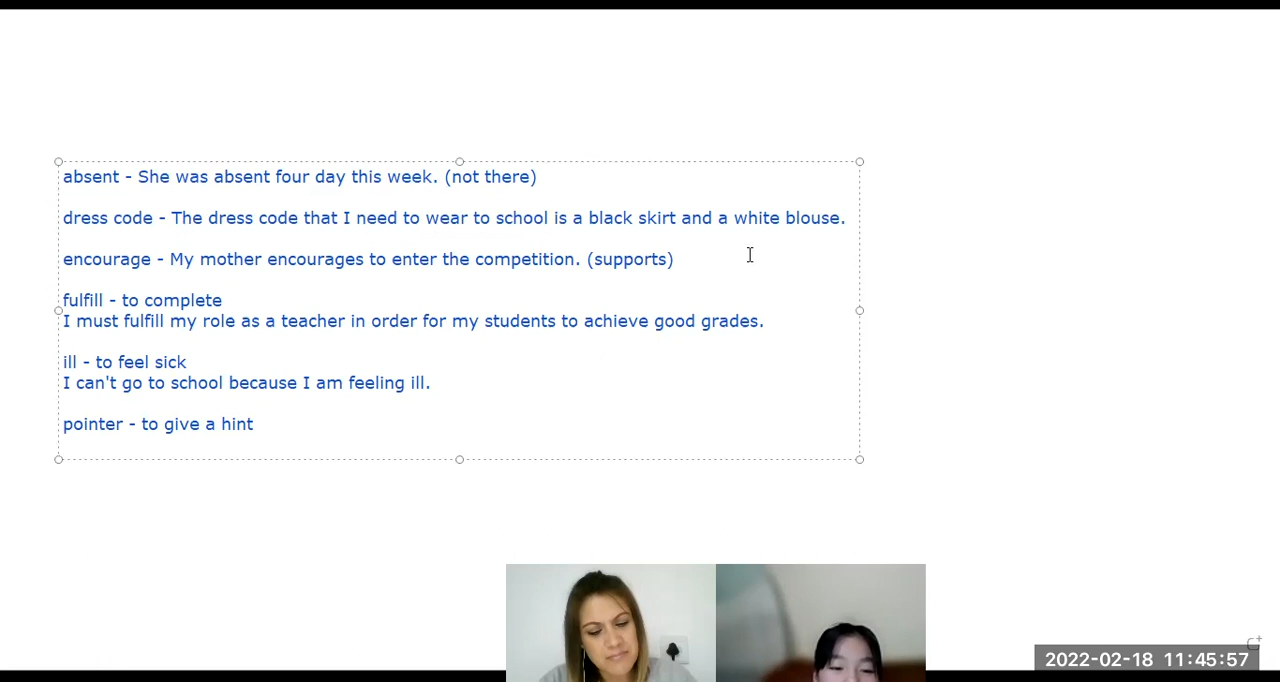 absent - She was absent four day this week. (not there)
dress code - The dress code that I need to wear to school is a black skirt and a white blouse.
encourage - My mother encourages to enter the competition. (supports)
fulfill - to complete
I must fulfill my role as a teacher in order for my students to achieve good grades.
ill - to feel sick
I can't go to school because I am feeling ill.
pointer - to give a hint
2022-02-18 11:45:57